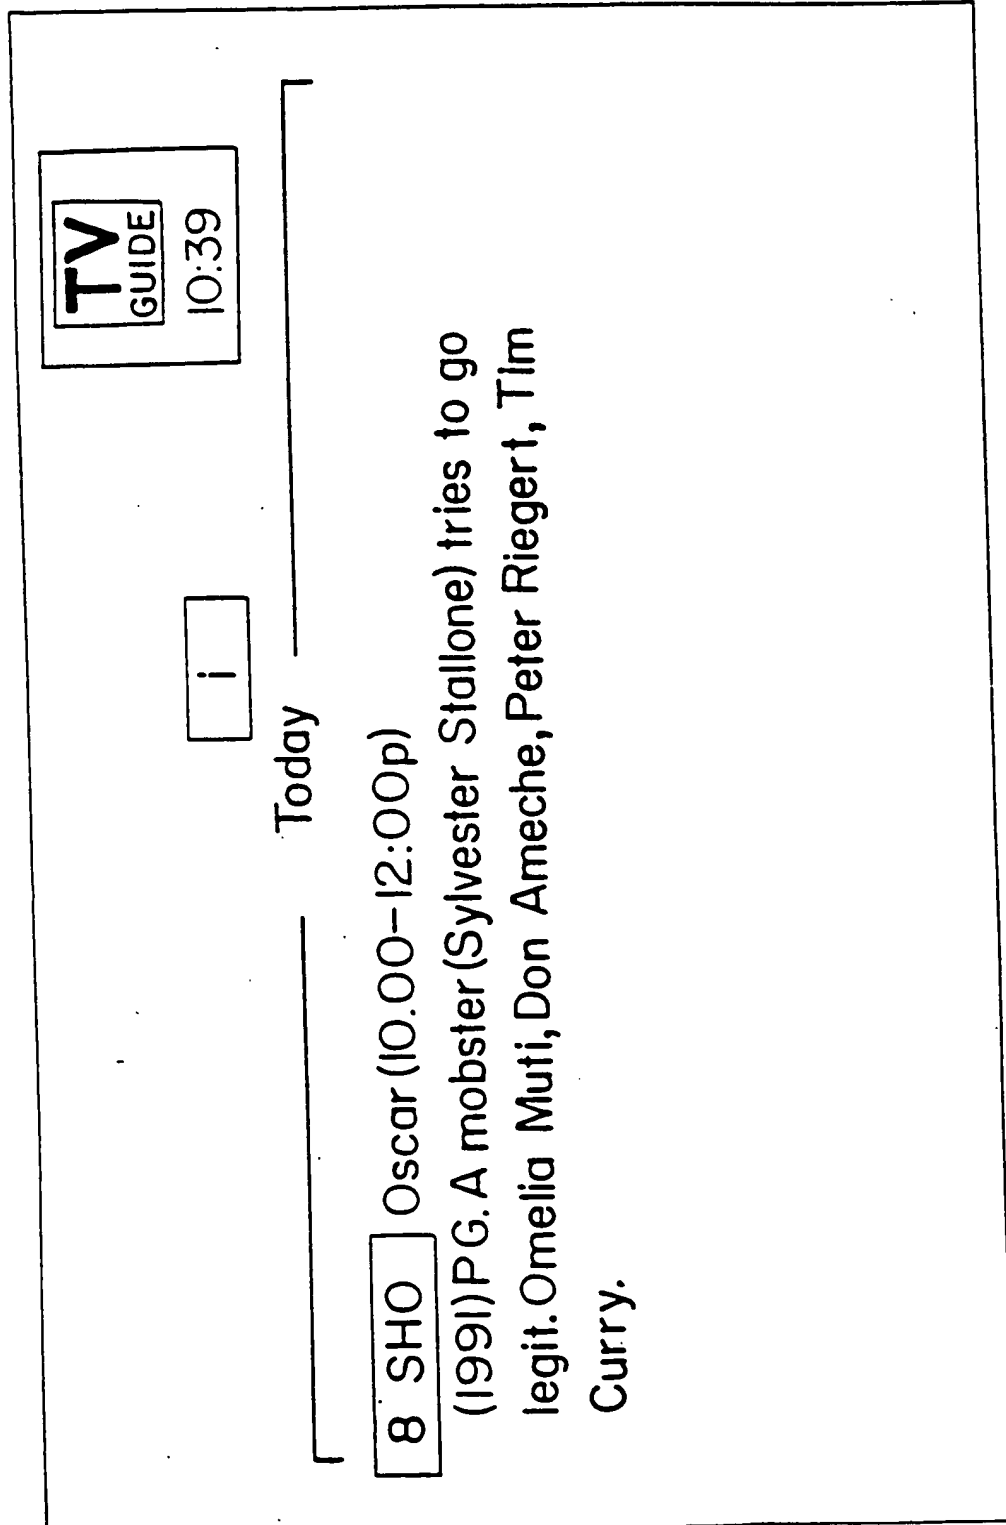 TV
GUIDE
10:39
i
Today
8 SHO Oscar (10.00-12:00p)
(1991) PG. A mobster (Sylvester Stallone) tries to go
legit. Omelia Muti, Don Ameche, Peter Riegert, Tim
Curry.